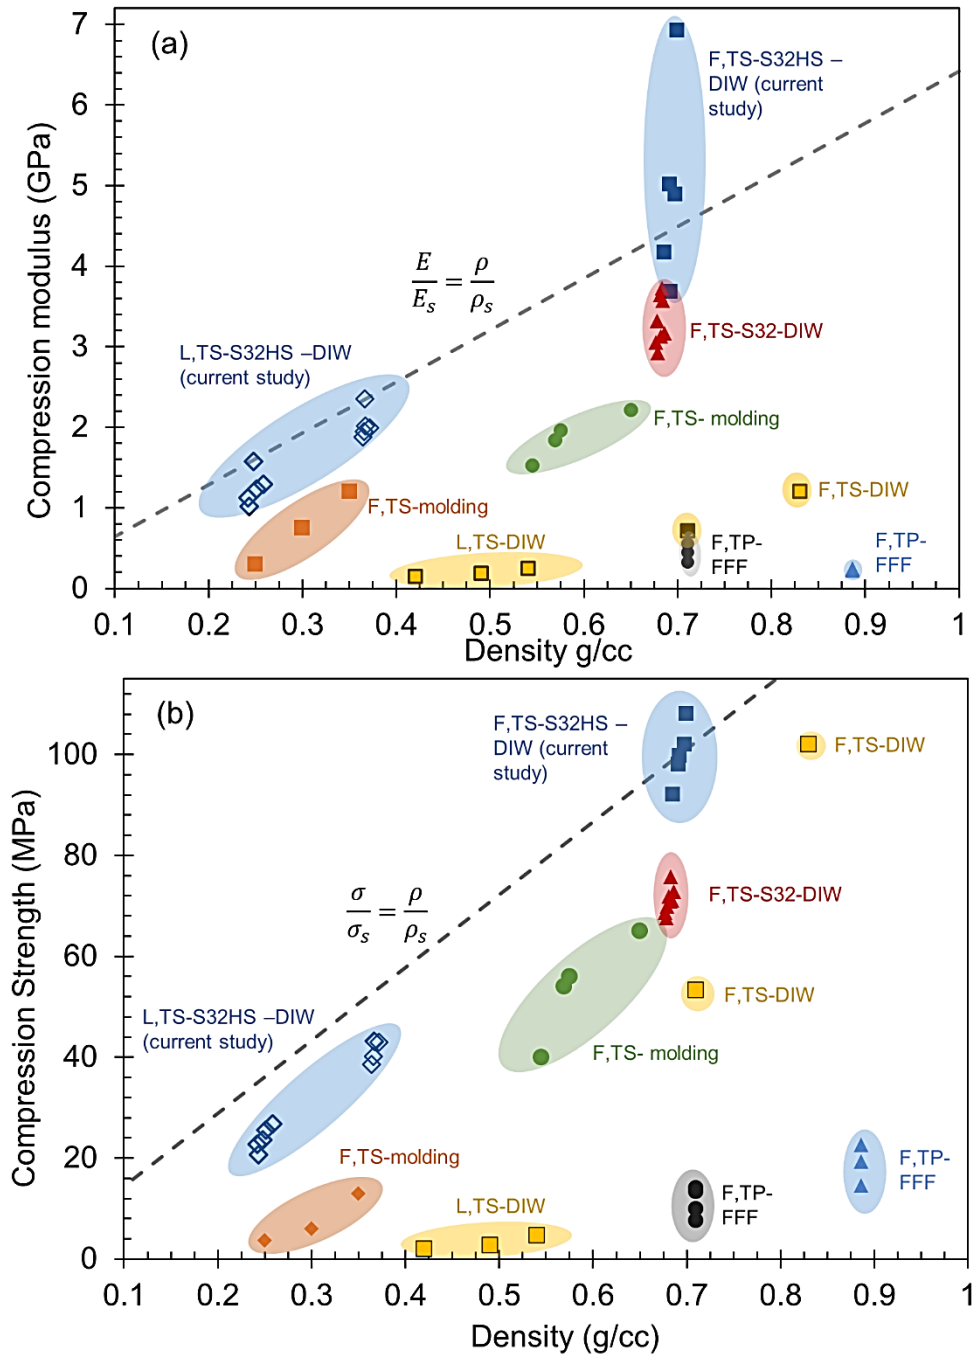 (a)
7
6
5
4
3
2
1
0
Compression modulus (GPa)
F,TS-S32HS –
DIW (current
study)
E/E_s = ρ/ρ_s
L,TS-S32HS –DIW
(current study)
F,TS-S32-DIW
F,TS- molding
F,TS-molding
F,TS-DIW
L,TS-DIW
F,TP-
FFF
F,TP-
FFF
0.1 0.2 0.3 0.4 0.5 0.6 0.7 0.8 0.9 1
Density g/cc
(b)
100
80
60
40
20
0
Compression Strength (MPa)
F,TS-S32HS –
DIW (current
study)
F,TS-DIW
σ/σ_s = ρ/ρ_s
F,TS-S32-DIW
F,TS-DIW
L,TS-S32HS –DIW
(current study)
F,TS- molding
F,TS-molding
L,TS-DIW
F,TP-
FFF
F,TP-
FFF
0.1 0.2 0.3 0.4 0.5 0.6 0.7 0.8 0.9 1
Density (g/cc)